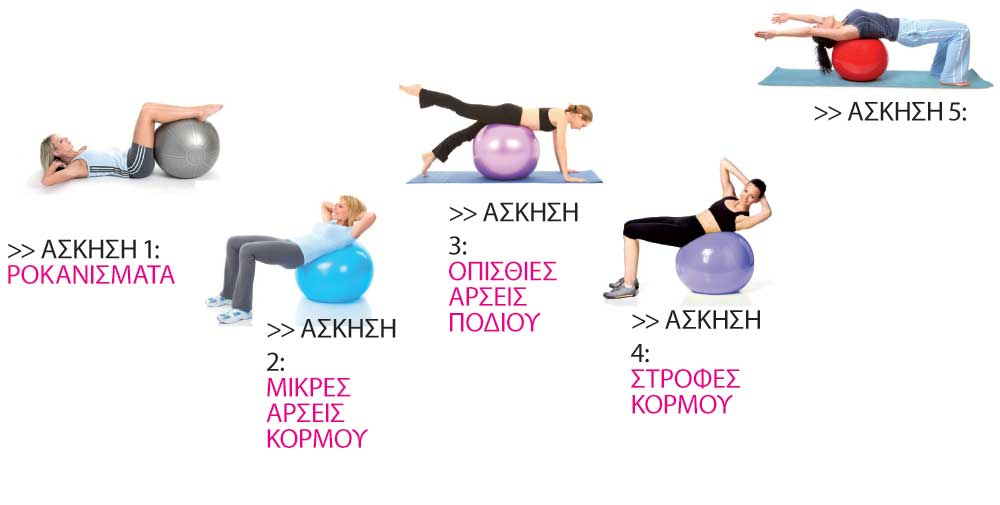 >> ΑΣΚΗΣΗ 1:
ΡΟΚΑΝΙΣΜΑΤΑ
>> ΑΣΚΗΣΗ
2:
ΜΙΚΡΕΣ
ΑΡΣΕΙΣ
ΚΟΡΜΟΥ
>> ΑΣΚΗΣΗ
3:
ΟΠΙΣΘΙΕΣ
ΑΡΣΕΙΣ
ΠΟΔΙΟΥ
>> ΑΣΚΗΣΗ
4:
ΣΤΡΟΦΕΣ
ΚΟΡΜΟΥ
>> ΑΣΚΗΣΗ 5: